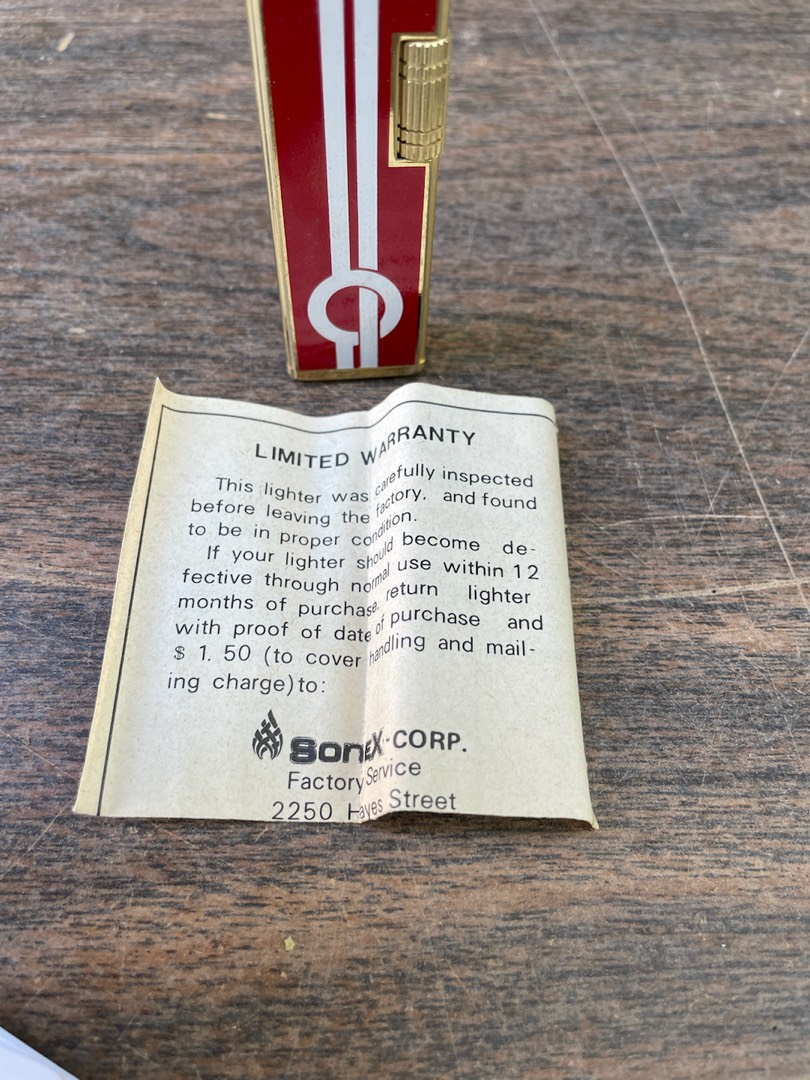 LIMITED WARRANTY
This lighter was carefully inspected
before leaving the factory, and found
to be in proper condition.
If your lighter should become de-
fective through normal use within 12
months of purchase, return lighter
with proof of date of purchase and
$ 1. 50 (to cover handling and mail-
ing charge) to:
SONEX-CORP.
Factory Service
2250 Hayes Street